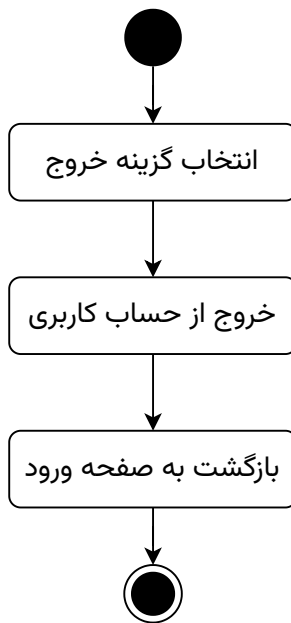 انتخاب گزینه خروج
خروج از حساب کاربری
بازگشت به صفحه ورود